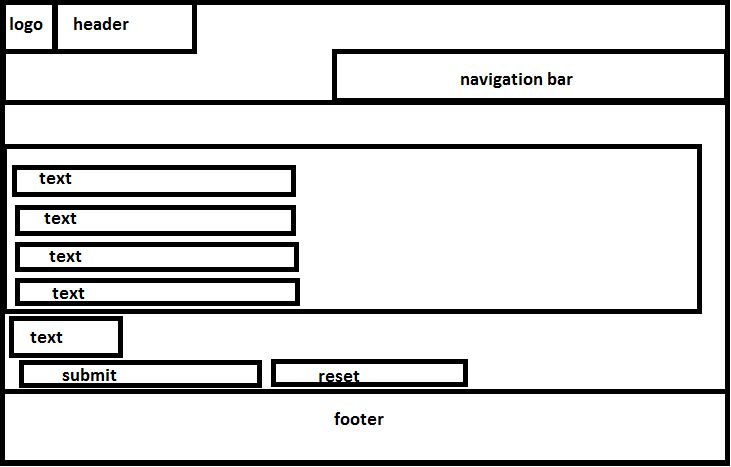 logo
header
navigation bar
text
text
text
text
text
submit
reset
footer